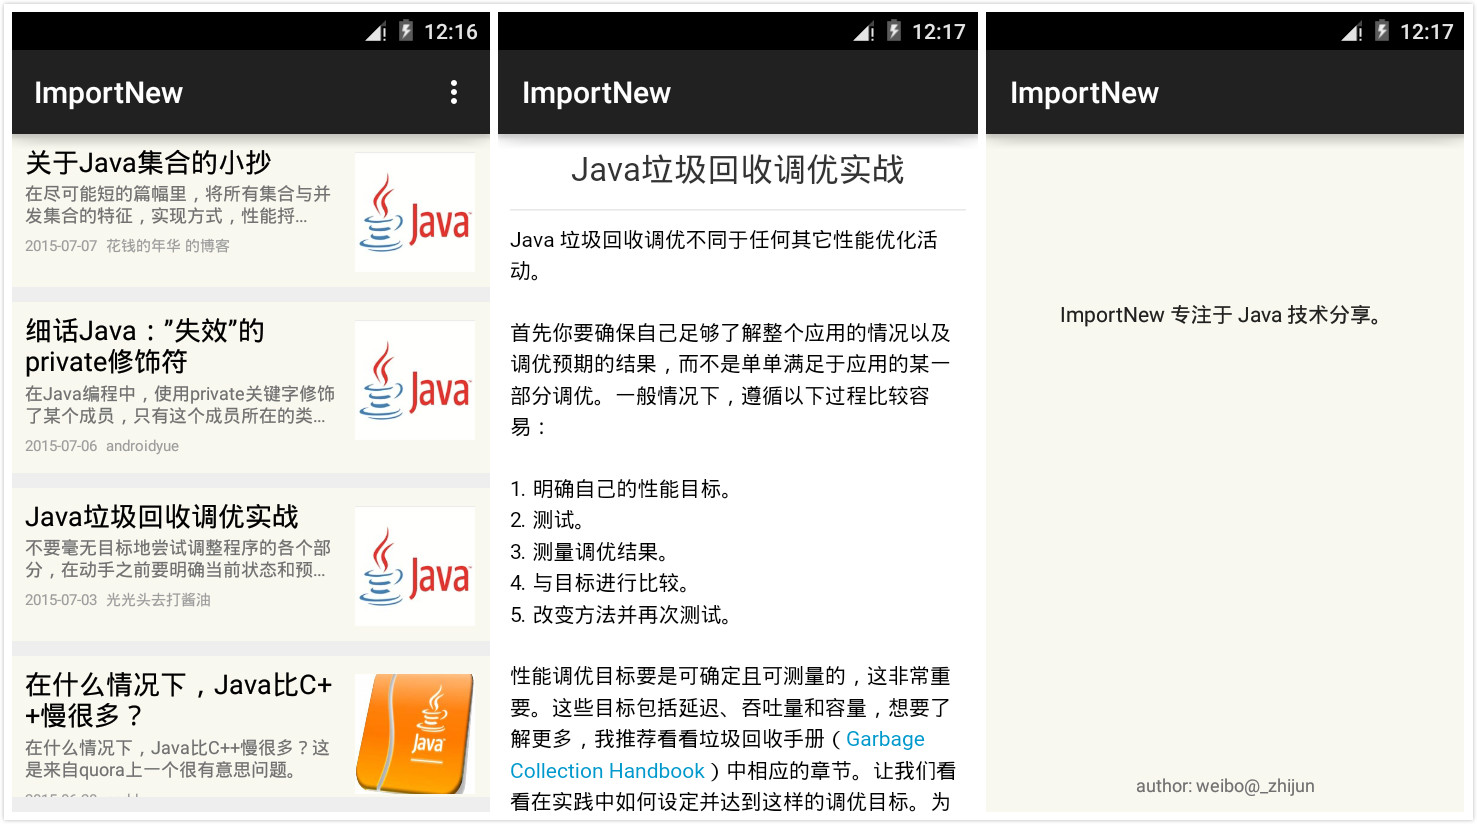 12:16
ImportNew
关于Java集合的小抄
在尽可能短的篇幅里，将所有集合与并
发集合的特征，实现方式，性能捋...
2015-07-07 花钱的年华 的博客
Java
细话Java：”失效”的
private修饰符
在Java编程中，使用private关键字修饰
了某个成员，只有这个成员所在的类...
2015-07-06 androidyue
Java
Java垃圾回收调优实战
不要毫无目标地尝试调整程序的各个部
分，在动手之前要明确当前状态和预...
2015-07-03 光光头去打酱油
Java
在什么情况下，Java比C+
+慢很多？
在什么情况下，Java比C++慢很多？这
是来自quora上一个很有意思问题。
Java
12:17
ImportNew
Java垃圾回收调优实战
Java 垃圾回收调优不同于任何其它性能优化活
动。
首先你要确保自己足够了解整个应用的情况以及
调优预期的结果，而不是单单满足于应用的某一
部分调优。一般情况下，遵循以下过程比较容
易：
1. 明确自己的性能目标。
2. 测试。
3. 测量调优结果。
4. 与目标进行比较。
5. 改变方法并再次测试。
性能调优目标要是可确定且可测量的，这非常重
要。这些目标包括延迟、吞吐量和容量，想要了
解更多，我推荐看看垃圾回收手册（Garbage
Collection Handbook）中相应的章节。让我们看
看在实践中如何设定并达到这样的调优目标。为
12:17
ImportNew
ImportNew 专注于 Java 技术分享。
author: weibo@_zhijun